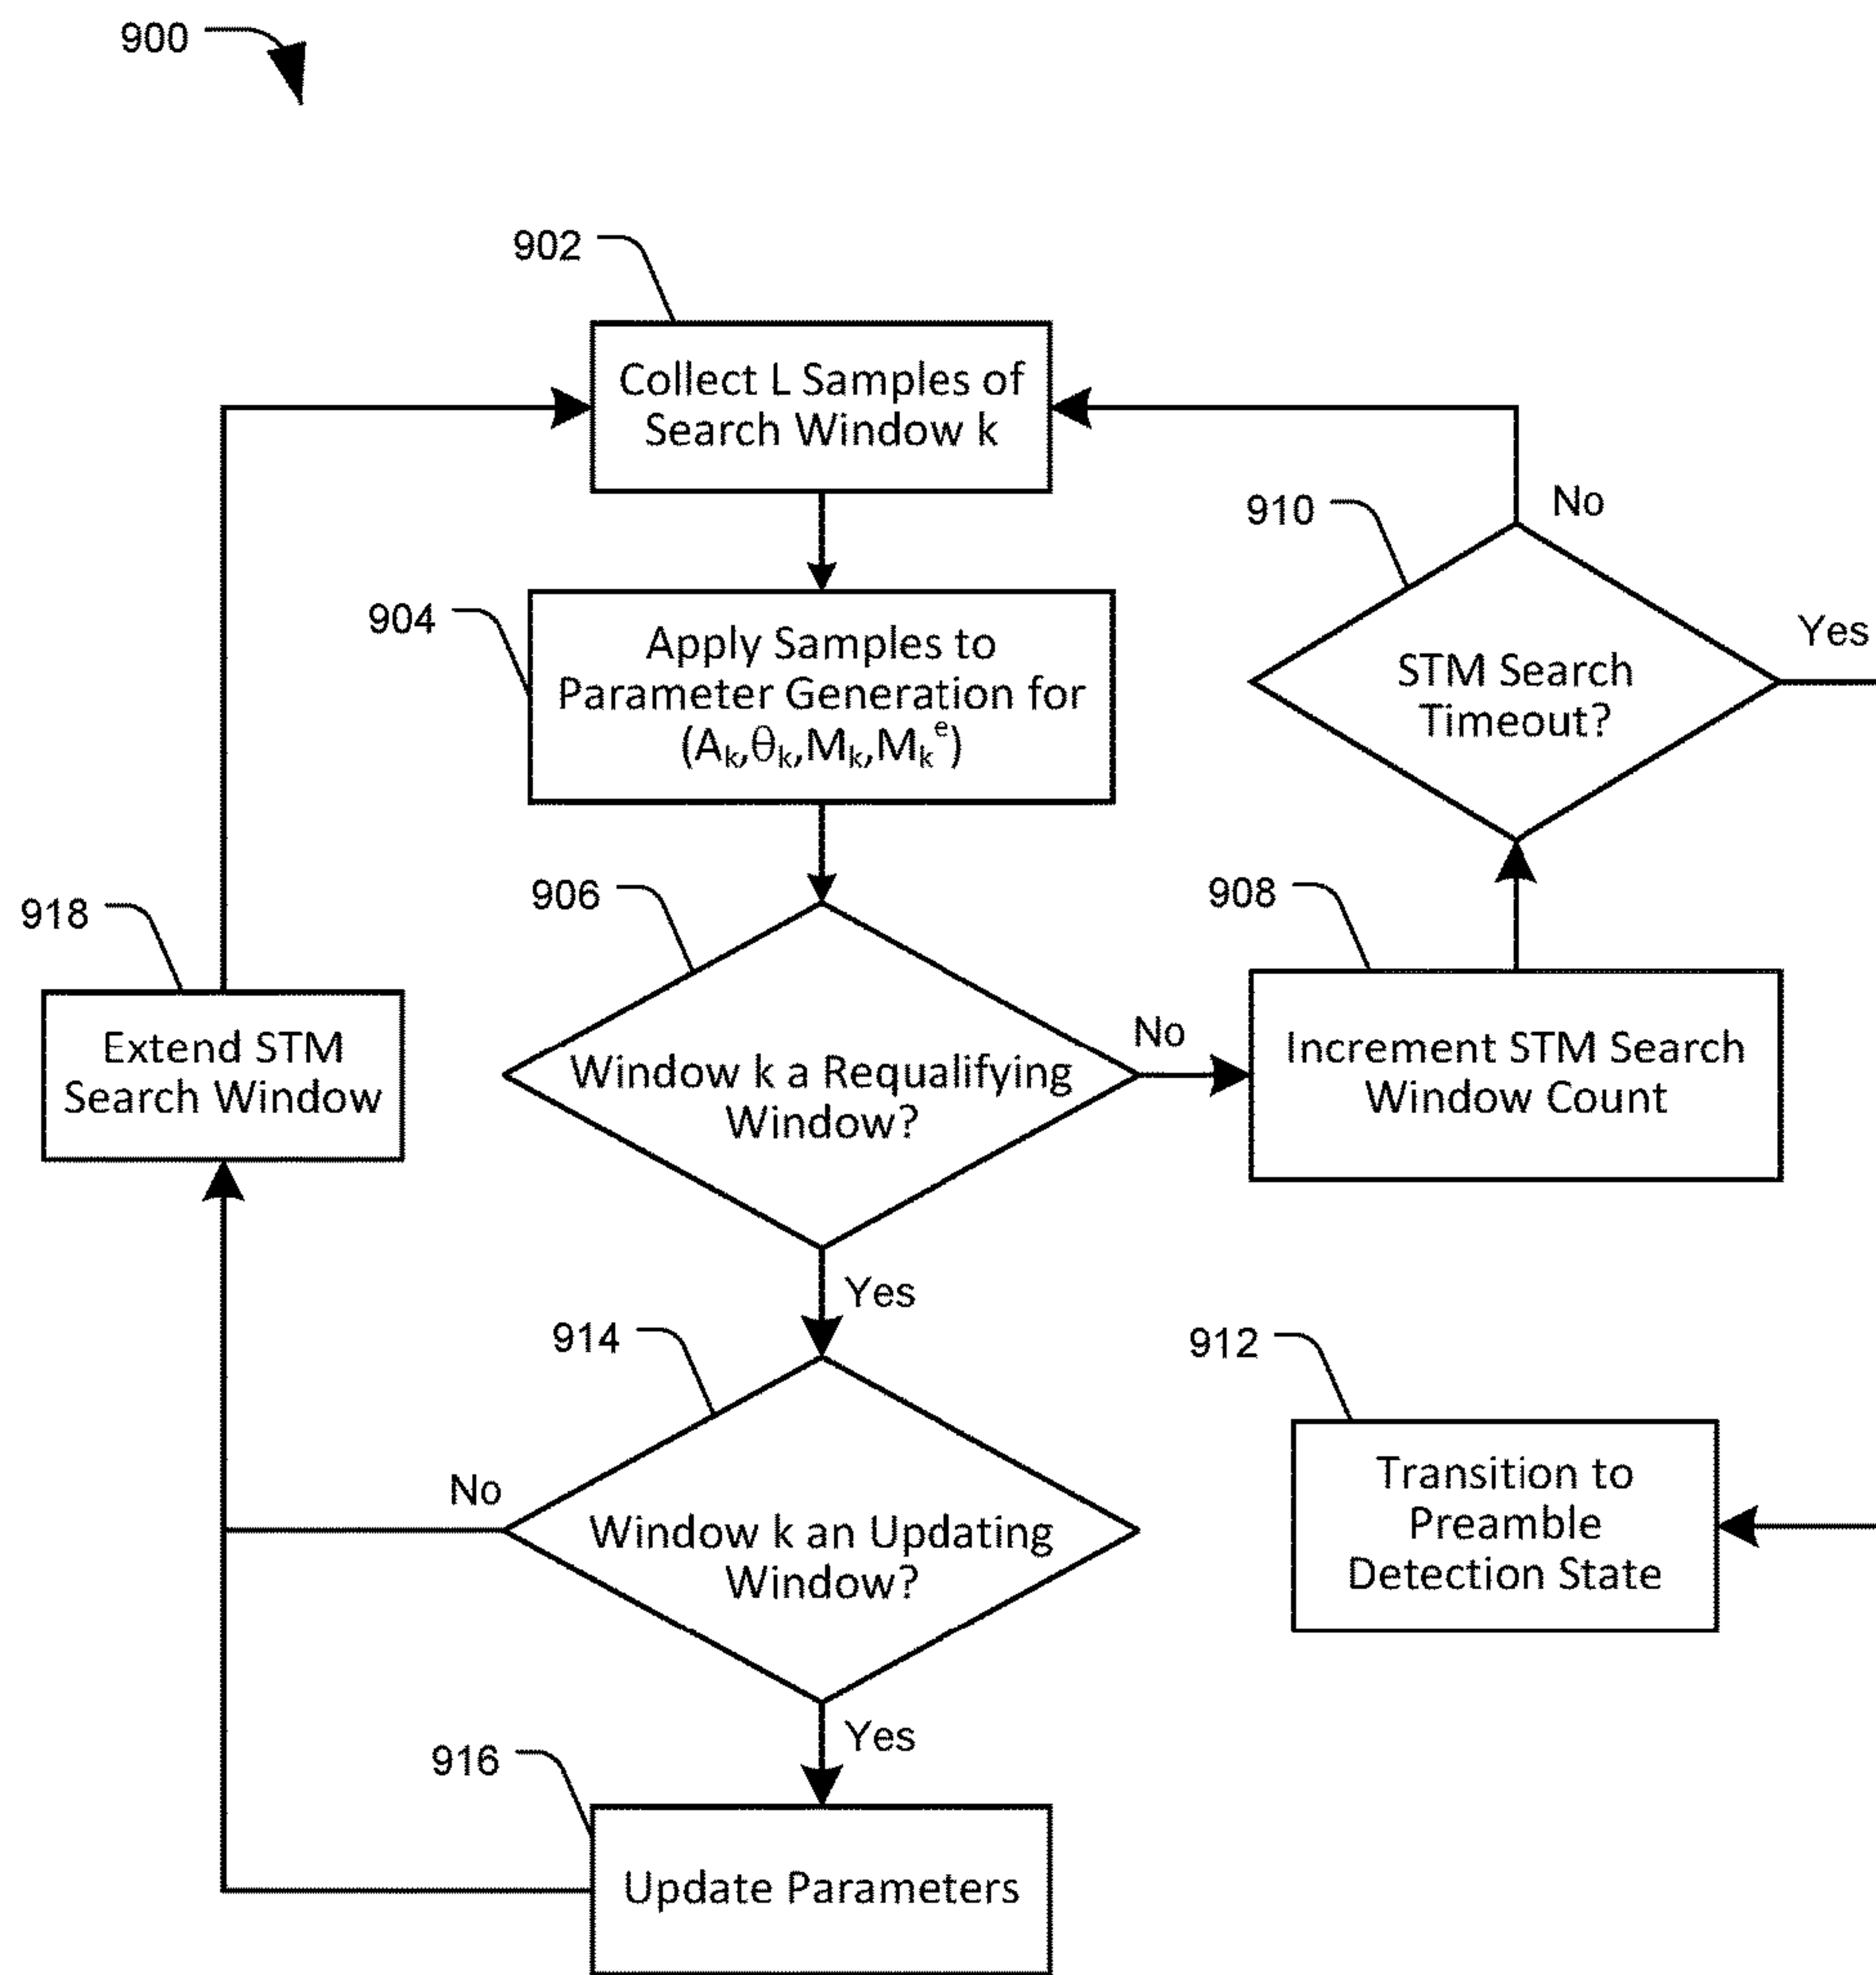 900
902
Collect L Samples of
Search Window k
904
Apply Samples to
Parameter Generation for
(Aₖ,θₖ,Mₖ,Mₖᵉ)
906
Window k a Requalifying
Window?
No
908
Increment STM Search
Window Count
910
STM Search
Timeout?
No
Yes
912
Transition to
Preamble
Detection State
Yes
914
Window k an Updating
Window?
No
Yes
916
Update Parameters
918
Extend STM
Search Window